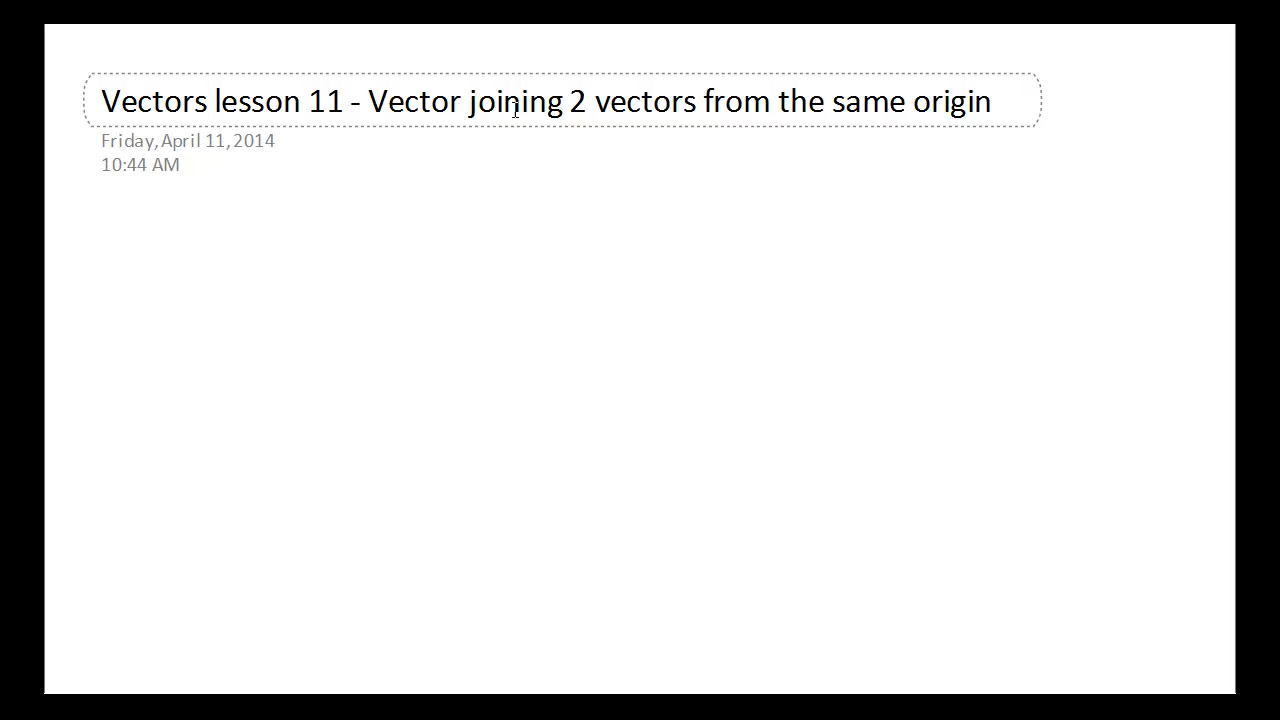 Vectors lesson 11 - Vector joining 2 vectors from the same origin
Friday, April 11, 2014
10:44 AM